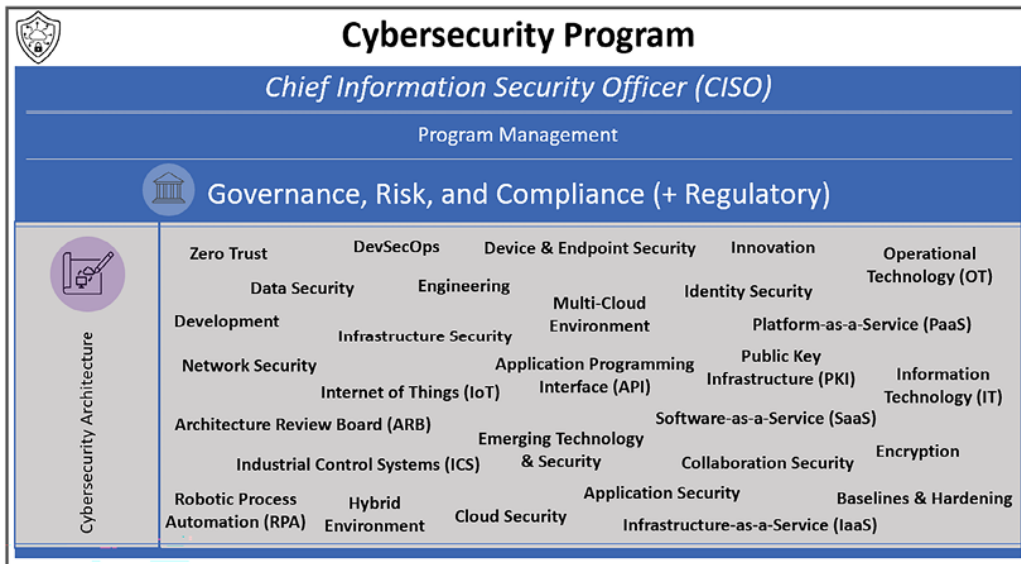 Cybersecurity Program
Chief Information Security Officer (CISO)
Program Management
Governance, Risk, and Compliance (+ Regulatory)
Cybersecurity Architecture
Zero Trust
DevSecOps
Device & Endpoint Security
Innovation
Operational
Technology (OT)
Data Security
Engineering
Multi-Cloud
Environment
Identity Security
Development
Infrastructure Security
Platform-as-a-Service (PaaS)
Network Security
Internet of Things (IoT)
Application Programming
Interface (API)
Public Key
Infrastructure (PKI)
Information
Technology (IT)
Architecture Review Board (ARB)
Software-as-a-Service (SaaS)
Emerging Technology
& Security
Industrial Control Systems (ICS)
Collaboration Security
Encryption
Robotic Process
Automation (RPA)
Hybrid
Environment
Cloud Security
Application Security
Infrastructure-as-a-Service (IaaS)
Baselines & Hardening